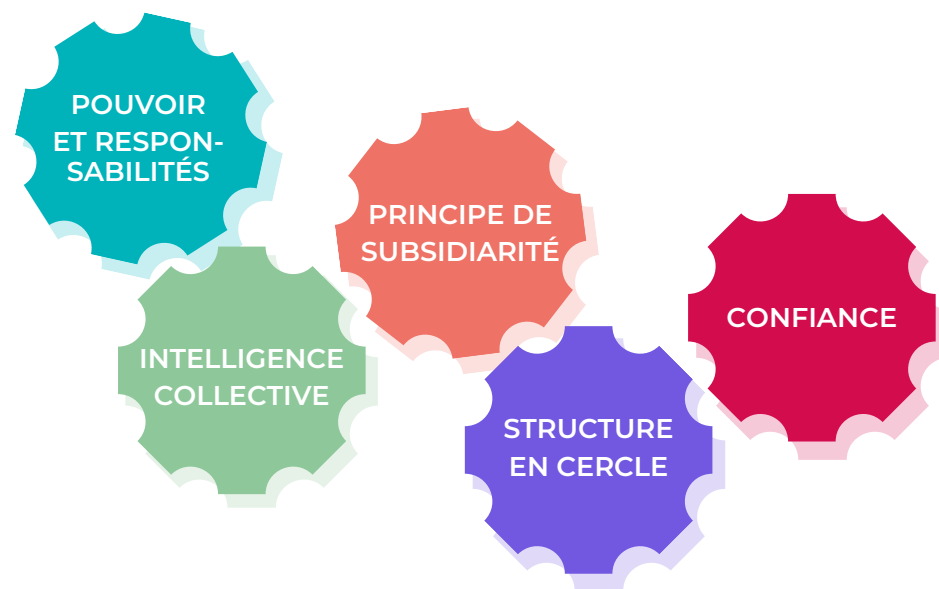 POUVOIR
ET RESPON-
SABILITÉS
PRINCIPE DE
SUBSIDIARITÉ
CONFIANCE
INTELLIGENCE
COLLECTIVE
STRUCTURE
EN CERCLE